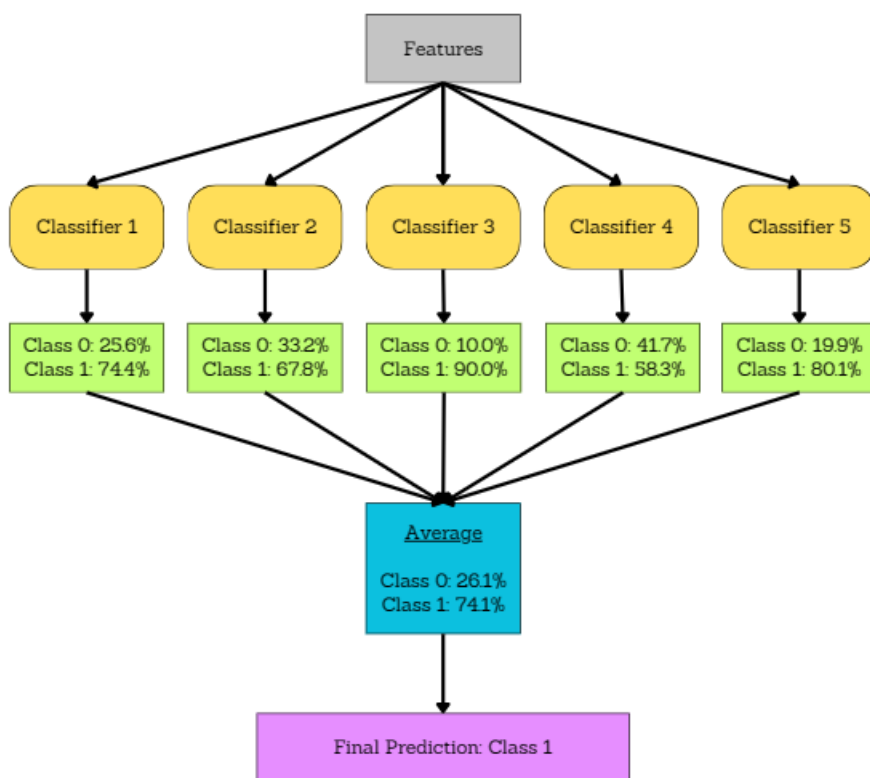 Features
Classifier 1
Classifier 2
Classifier 3
Classifier 4
Classifier 5
Class 0: 25.6%
Class 1: 74.4%
Class 0: 33.2%
Class 1: 67.8%
Class 0: 10.0%
Class 1: 90.0%
Class 0: 41.7%
Class 1: 58.3%
Class 0: 19.9%
Class 1: 80.1%
Average
Class 0: 26.1%
Class 1: 74.1%
Final Prediction: Class 1